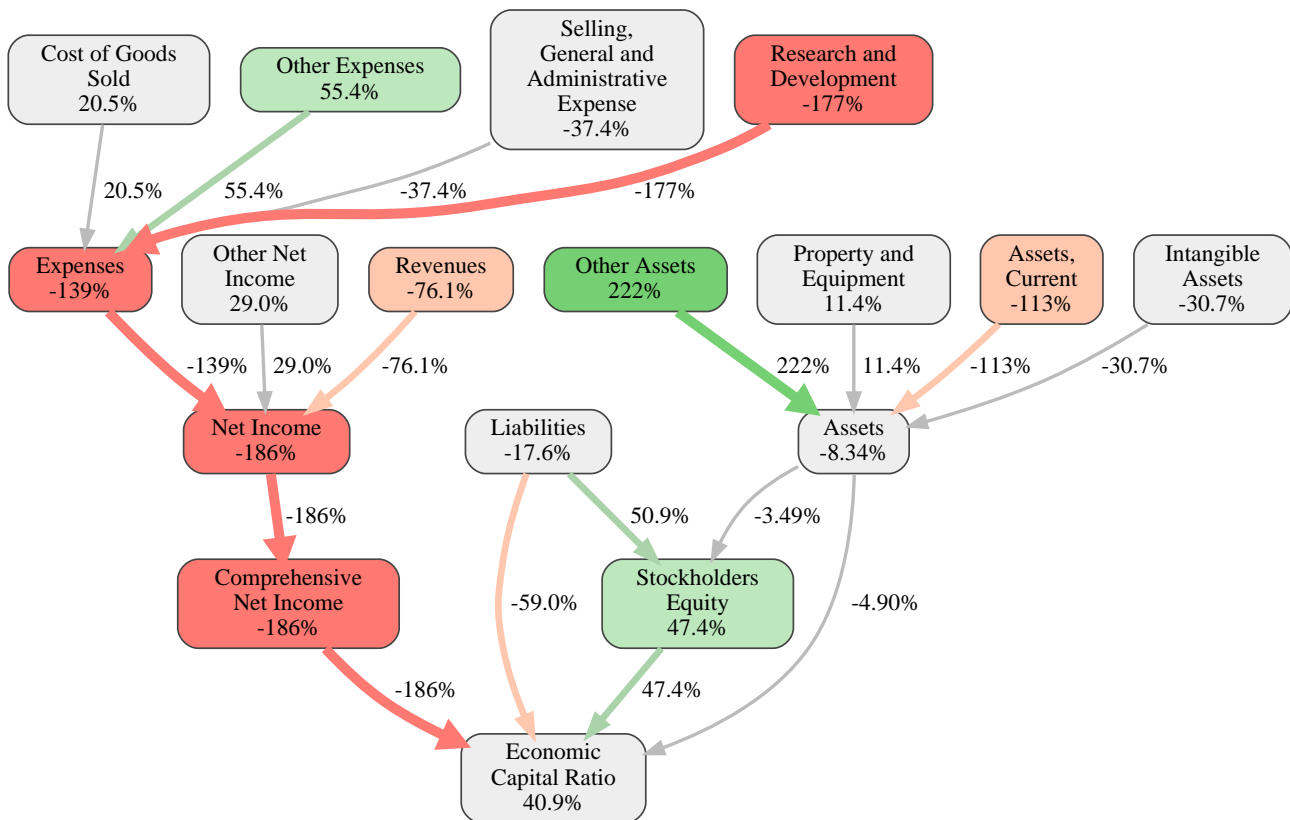 Cost of Goods
Sold
20.5%
Other Expenses
55.4%
Selling,
General and
Administrative
Expense
-37.4%
Research and
Development
-177%
20.5%
55.4%
-37.4%
-177%
Expenses
-139%
Other Net
Income
29.0%
Revenues
-76.1%
Other Assets
222%
Property and
Equipment
11.4%
Assets,
Current
-113%
Intangible
Assets
-30.7%
-139%
29.0%
-76.1%
222%
11.4%
-113%
-30.7%
Net Income
-186%
Liabilities
-17.6%
Assets
-8.34%
-186%
50.9%
-3.49%
Comprehensive
Net Income
-186%
-59.0%
Stockholders
Equity
47.4%
-4.90%
-186%
47.4%
Economic
Capital Ratio
40.9%